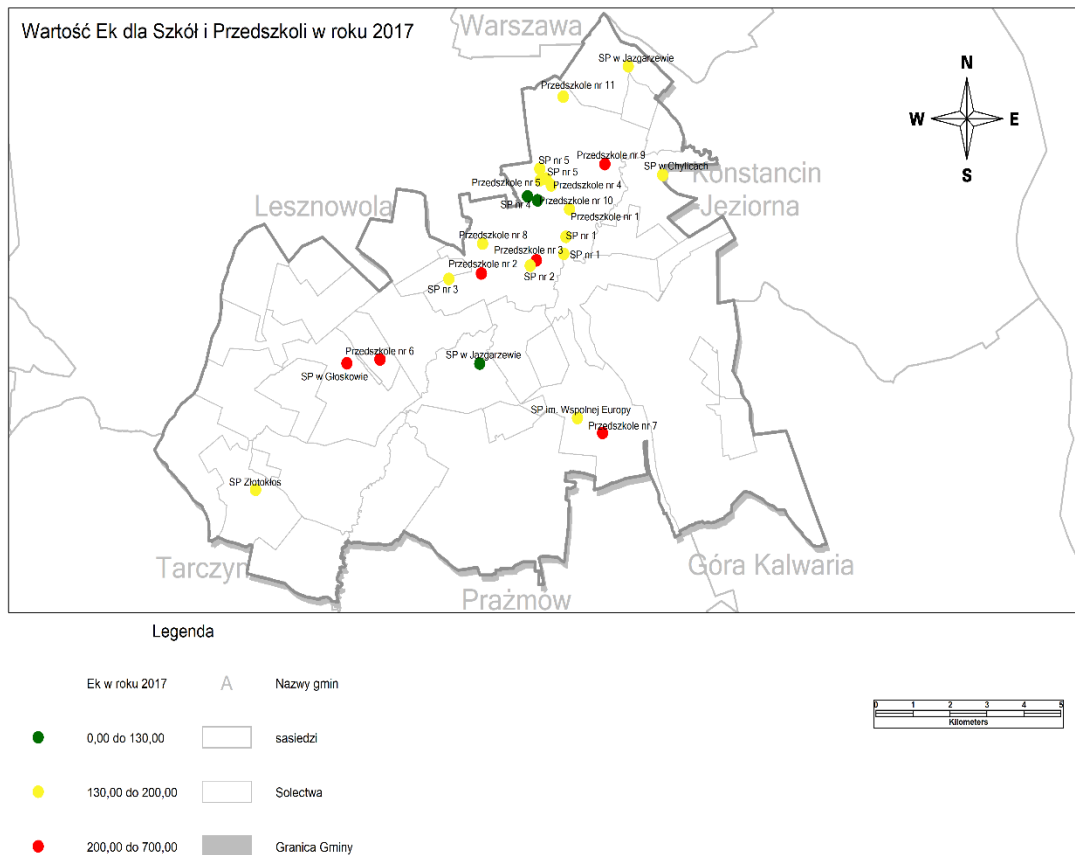 Wartość Ek dla Szkół i Przedszkoli w roku 2017
Warszawa
SP w Jazgarzewie
Przedszkole nr 11
N
W
E
S
Przedszkole nr 9
SP nr 5
SP nr 5
SP w Chylicach
Konstancin
Jeziorna
Przedszkole nr 5
Przedszkole nr 4
SP nr 4
Przedszkole nr 10
Lesznowola
Przedszkole nr 1
Przedszkole nr 8
SP nr 1
Przedszkole nr 3
SP nr 1
Przedszkole nr 2
SP nr 2
SP nr 3
Przedszkole nr 6
SP w Jazgarzewie
SP w Głoskowie
SP im. Wspolnej Europy
Przedszkole nr 7
SP Złotokłos
Tarczyn
Góra Kalwaria
Prażmów
Legenda
Ek w roku 2017
A
Nazwy gmin
0,00 do 130,00
sasiedzi
130,00 do 200,00
Solectwa
200,00 do 700,00
Granica Gminy
0 1 2 3 4 5
Kilometers